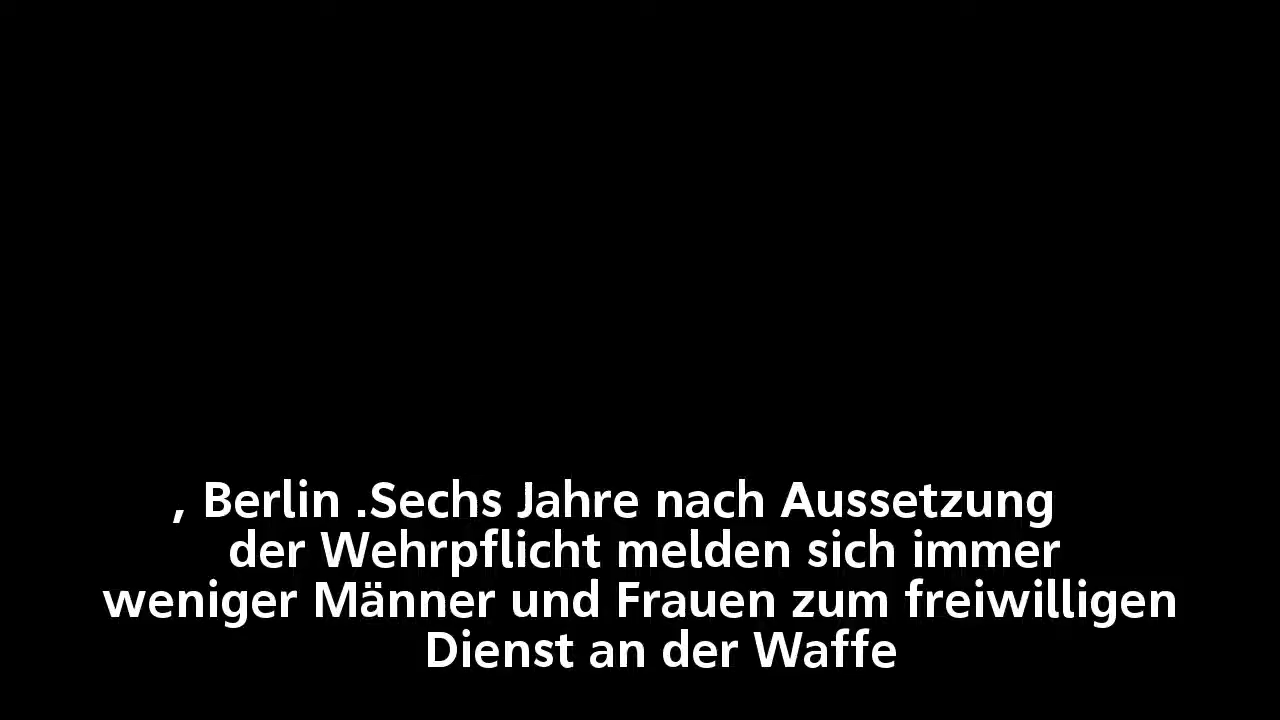 , Berlin .Sechs Jahre nach Aussetzung
der Wehrpflicht melden sich immer
weniger Männer und Frauen zum freiwilligen
Dienst an der Waffe